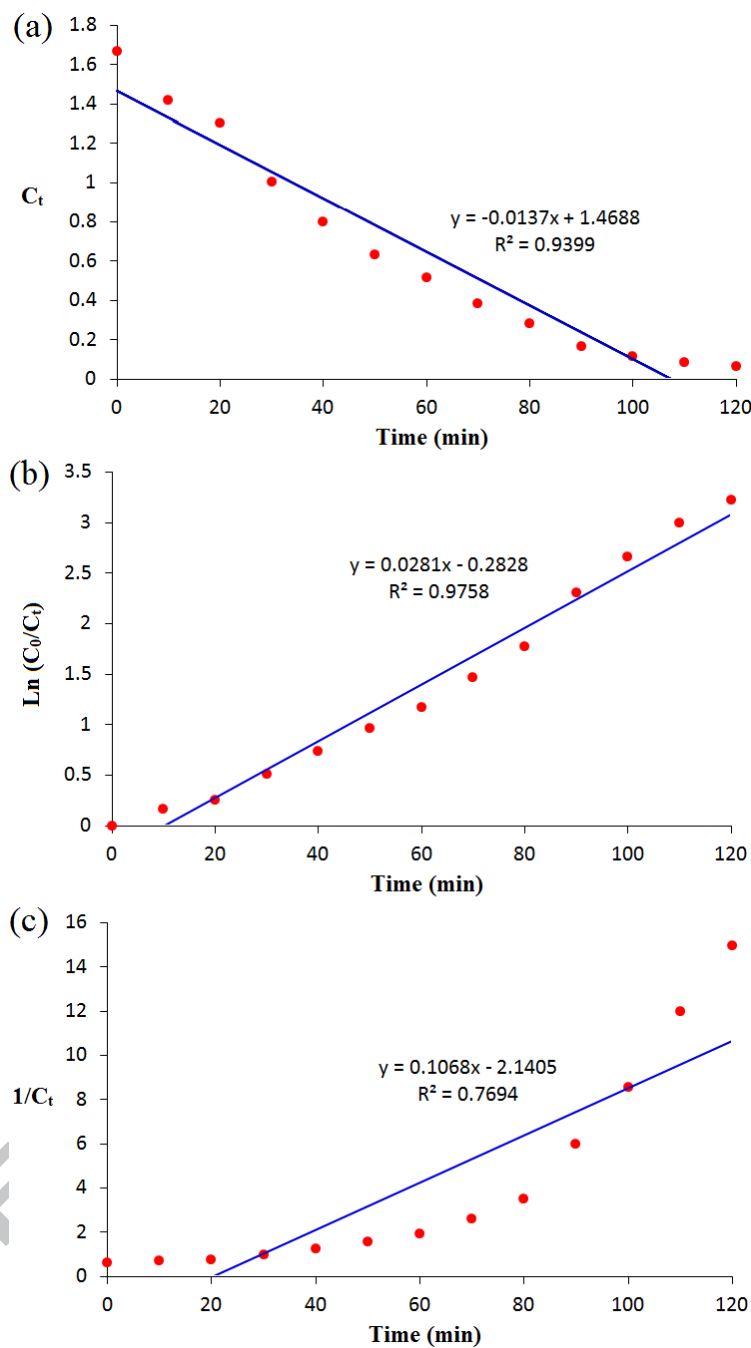 (a)
1.8
1.6
1.4
1.2
1
0.8
0.6
0.4
0.2
0
Cₜ
y = -0.0137x + 1.4688
R² = 0.9399
0 20 40 60 80 100 120
Time (min)
(b)
3.5
3
2.5
2
1.5
1
0.5
0
Ln (C₀/Cₜ)
y = 0.0281x - 0.2828
R² = 0.9758
0 20 40 60 80 100 120
Time (min)
(c)
16
14
12
10
8
6
4
2
0
1/Cₜ
y = 0.1068x - 2.1405
R² = 0.7694
0 20 40 60 80 100 120
Time (min)